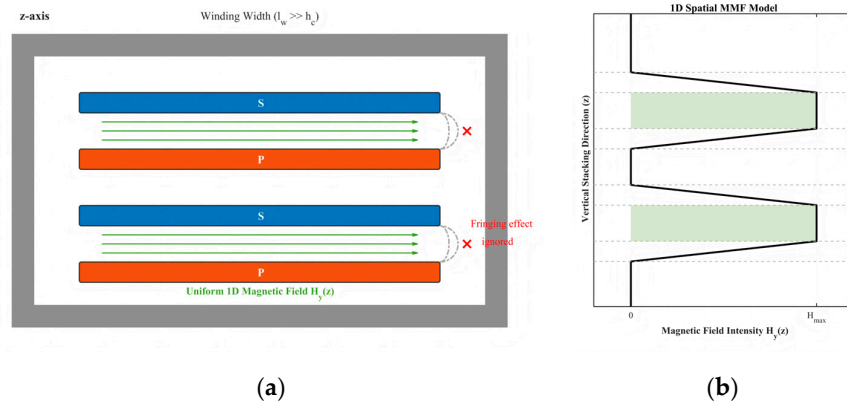 z-axis
Winding Width (l_w >> h_c)
S
P
S
Fringing effect
ignored
P
Uniform 1D Magnetic Field H_y(z)
(a)
1D Spatial MMF Model
Vertical Stacking Direction (z)
0
H_max
Magnetic Field Intensity H_y(z)
(b)